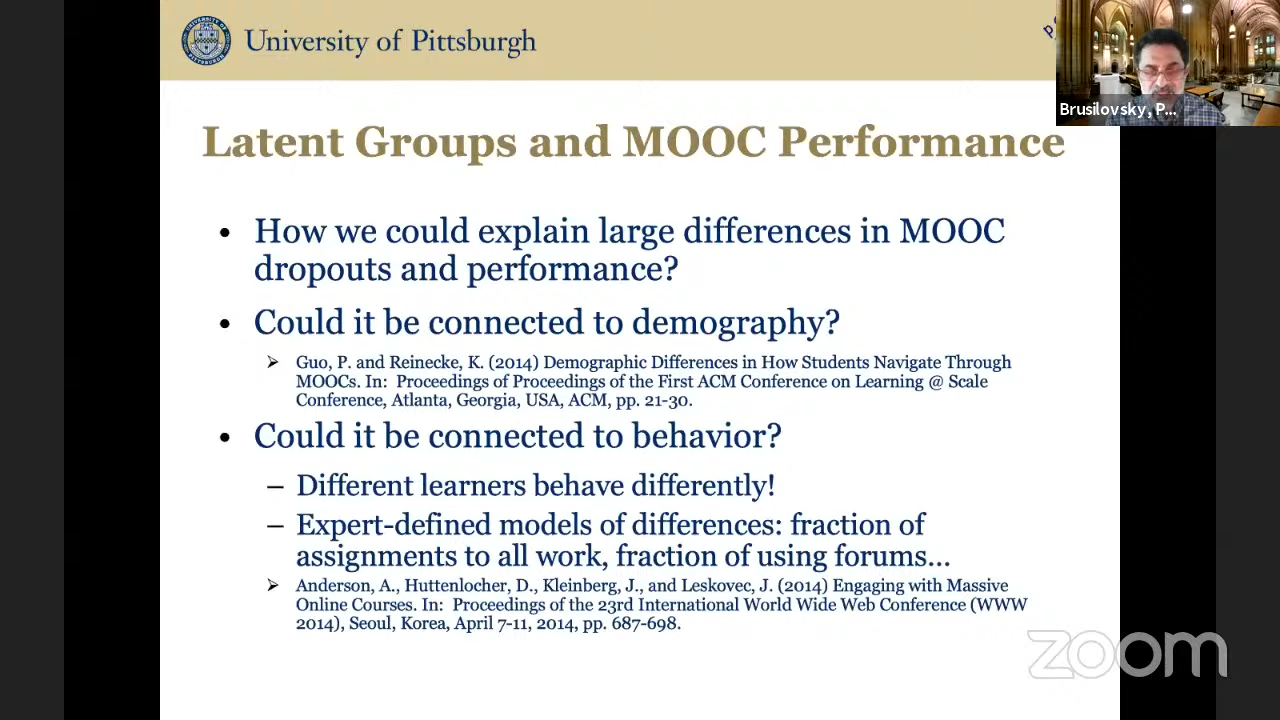 University of Pittsburgh
Brusilovsky, P...
Latent Groups and MOOC Performance
• How we could explain large differences in MOOC
dropouts and performance?
• Could it be connected to demography?
➢ Guo, P. and Reinecke, K. (2014) Demographic Differences in How Students Navigate Through
MOOCs. In: Proceedings of Proceedings of the First ACM Conference on Learning @ Scale
Conference, Atlanta, Georgia, USA, ACM, pp. 21-30.
• Could it be connected to behavior?
– Different learners behave differently!
– Expert-defined models of differences: fraction of
assignments to all work, fraction of using forums...
➢ Anderson, A., Huttenlocher, D., Kleinberg, J., and Leskovec, J. (2014) Engaging with Massive
Online Courses. In: Proceedings of the 23rd International World Wide Web Conference (WWW
2014), Seoul, Korea, April 7-11, 2014, pp. 687-698.
zoom